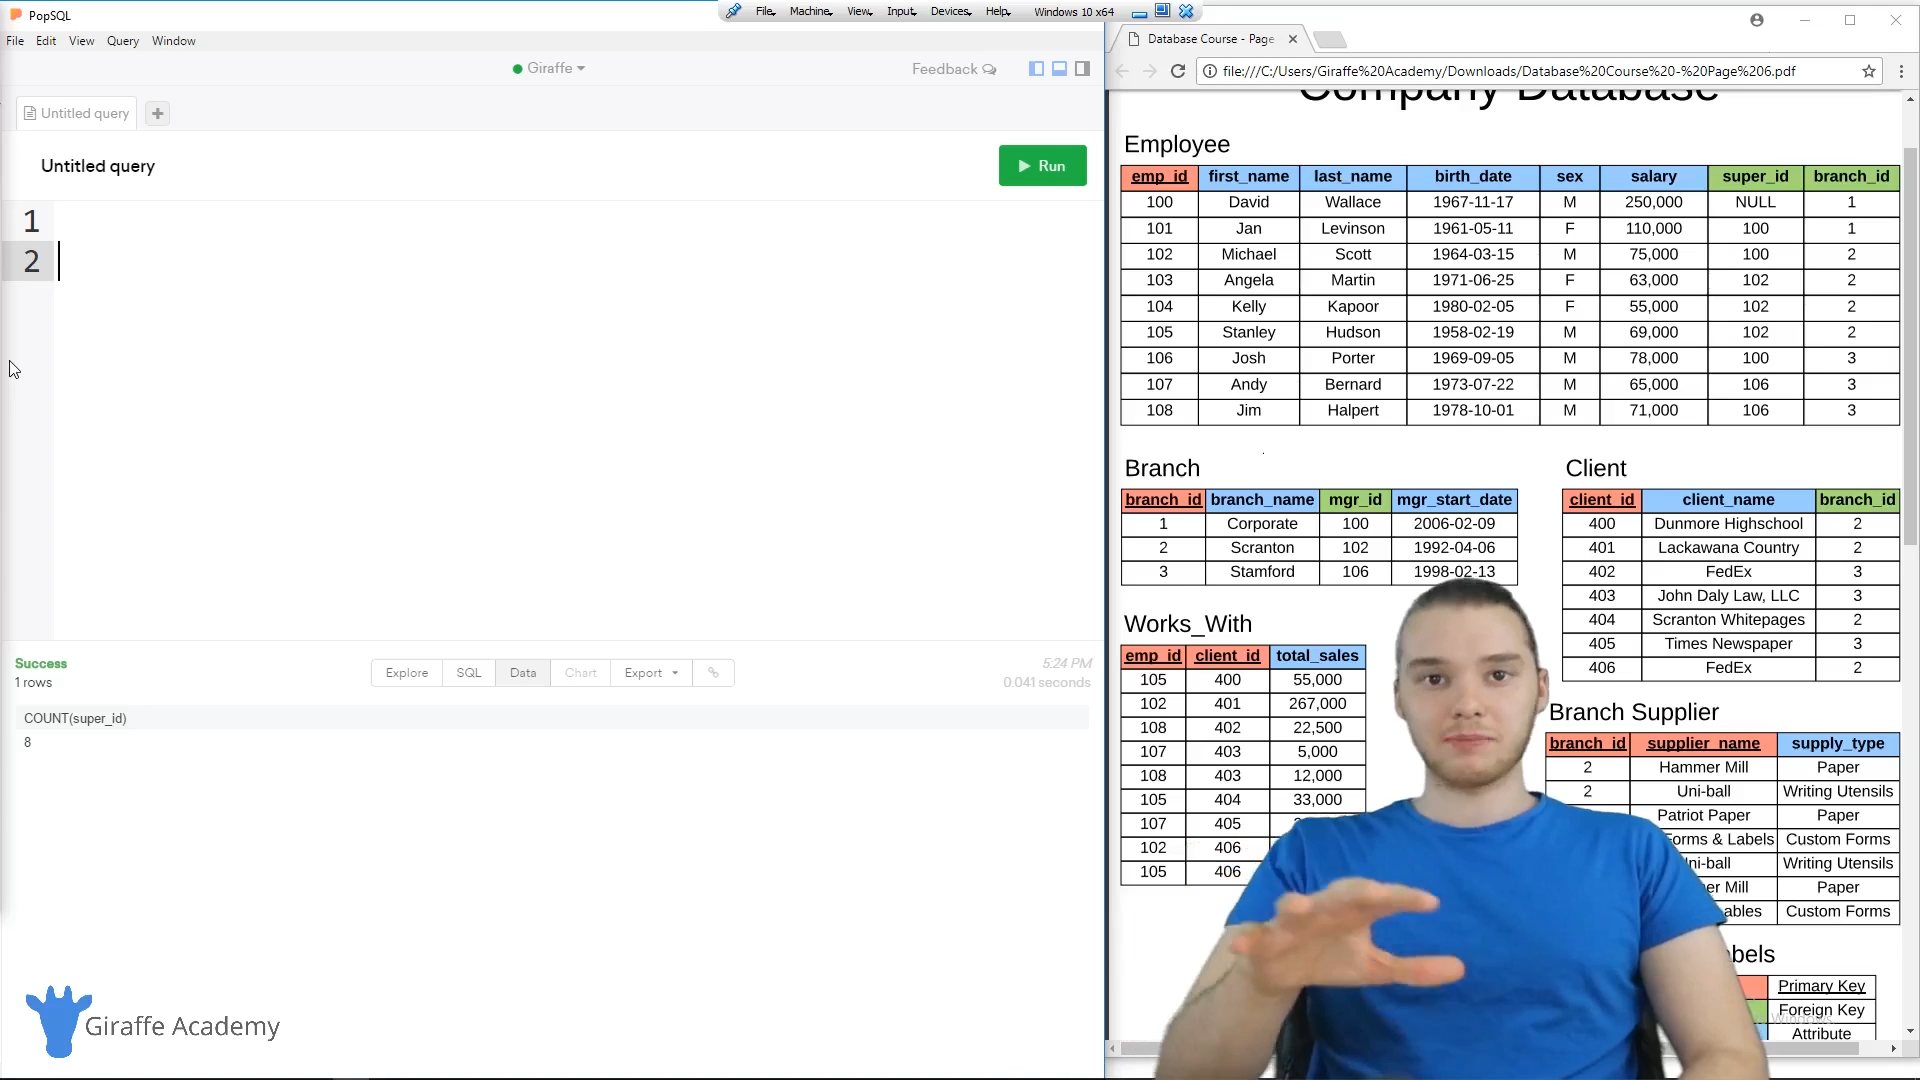 PopSQL
File Machine View Input Devices Help Windows 10 x64
File Edit View Query Window
Giraffe
Feedback
Untitled query
Untitled query
Run
1
2
Success
1 rows
Explore SQL Data Chart Export
5:24 PM
0.041 seconds
COUNT(super_id)
8
Giraffe Academy
Database Course - Page
file:///C:/Users/Giraffe%20Academy/Downloads/Database%20Course%20-%20Page%206.pdf
Company Database
Employee
emp_id first_name last_name birth_date sex salary super_id branch_id
100 David Wallace 1967-11-17 M 250,000 NULL 1
101 Jan Levinson 1961-05-11 F 110,000 100 1
102 Michael Scott 1964-03-15 M 75,000 100 2
103 Angela Martin 1971-06-25 F 63,000 102 2
104 Kelly Kapoor 1980-02-05 F 55,000 102 2
105 Stanley Hudson 1958-02-19 M 69,000 102 2
106 Josh Porter 1969-09-05 M 78,000 100 3
107 Andy Bernard 1973-07-22 M 65,000 106 3
108 Jim Halpert 1978-10-01 M 71,000 106 3
Branch
branch_id branch_name mgr_id mgr_start_date
1 Corporate 100 2006-02-09
2 Scranton 102 1992-04-06
3 Stamford 106 1998-02-13
Client
client_id client_name branch_id
400 Dunmore Highschool 2
401 Lackawana Country 2
402 FedEx 3
403 John Daly Law, LLC 3
404 Scranton Whitepages 2
405 Times Newspaper 3
406 FedEx 2
Works_With
emp_id client_id total_sales
105 400 55,000
102 401 267,000
108 402 22,500
107 403 5,000
108 403 12,000
105 404 33,000
107 405
102 406
105 406
Branch Supplier
branch_id supplier_name supply_type
2 Hammer Mill Paper
2 Uni-ball Writing Utensils
Patriot Paper Paper
Forms & Labels Custom Forms
ni-ball Writing Utensils
er Mill Paper
ables Custom Forms
bels
Primary Key
Foreign Key
Attribute